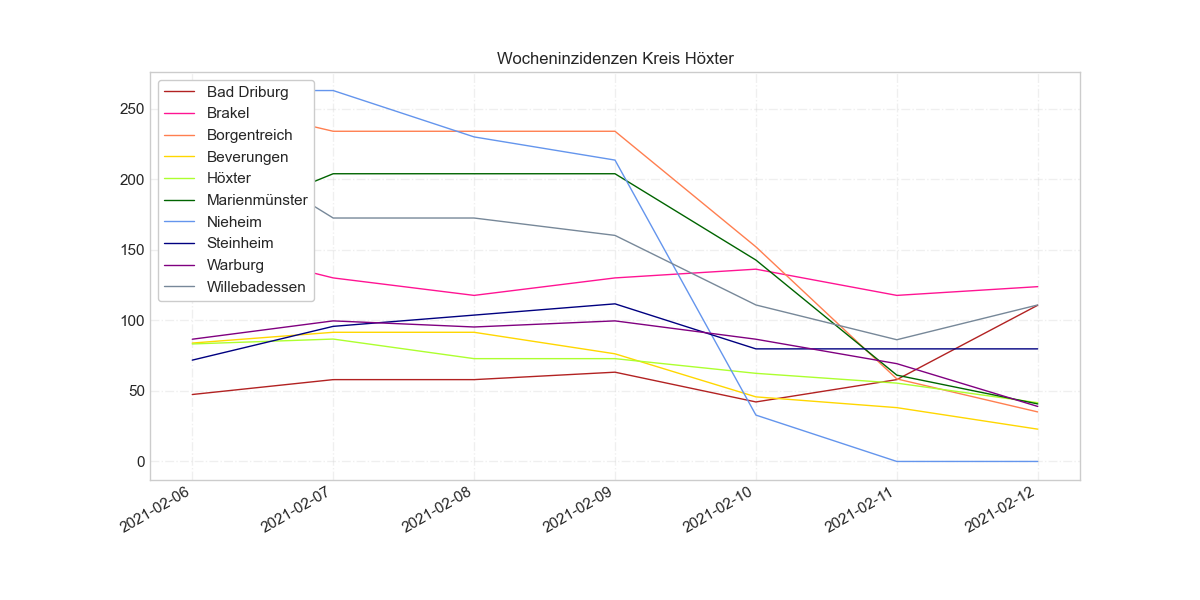 Wocheninzidenzen Kreis Höxter
Bad Driburg
Brakel
Borgentreich
Beverungen
Höxter
Marienmünster
Nieheim
Steinheim
Warburg
Willebadessen
250
200
150
100
50
0
2021-02-06
2021-02-07
2021-02-08
2021-02-09
2021-02-10
2021-02-11
2021-02-12